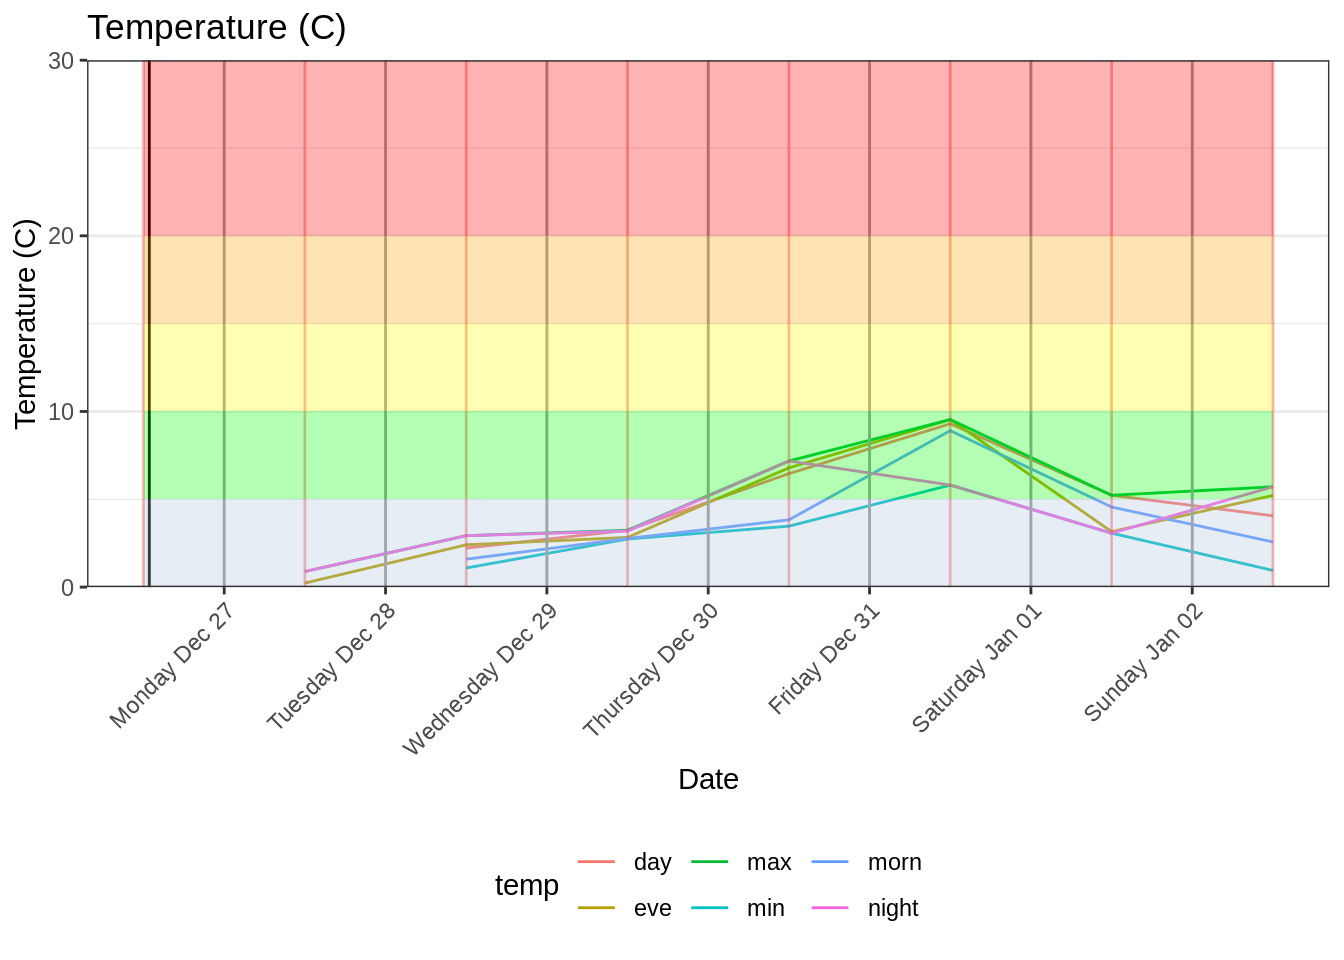 Temperature (C)
Temperature (C)
30
20
10
0
Monday Dec 27
Tuesday Dec 28
Wednesday Dec 29
Thursday Dec 30
Friday Dec 31
Saturday Jan 01
Sunday Jan 02
Date
temp
day max morn
eve min night